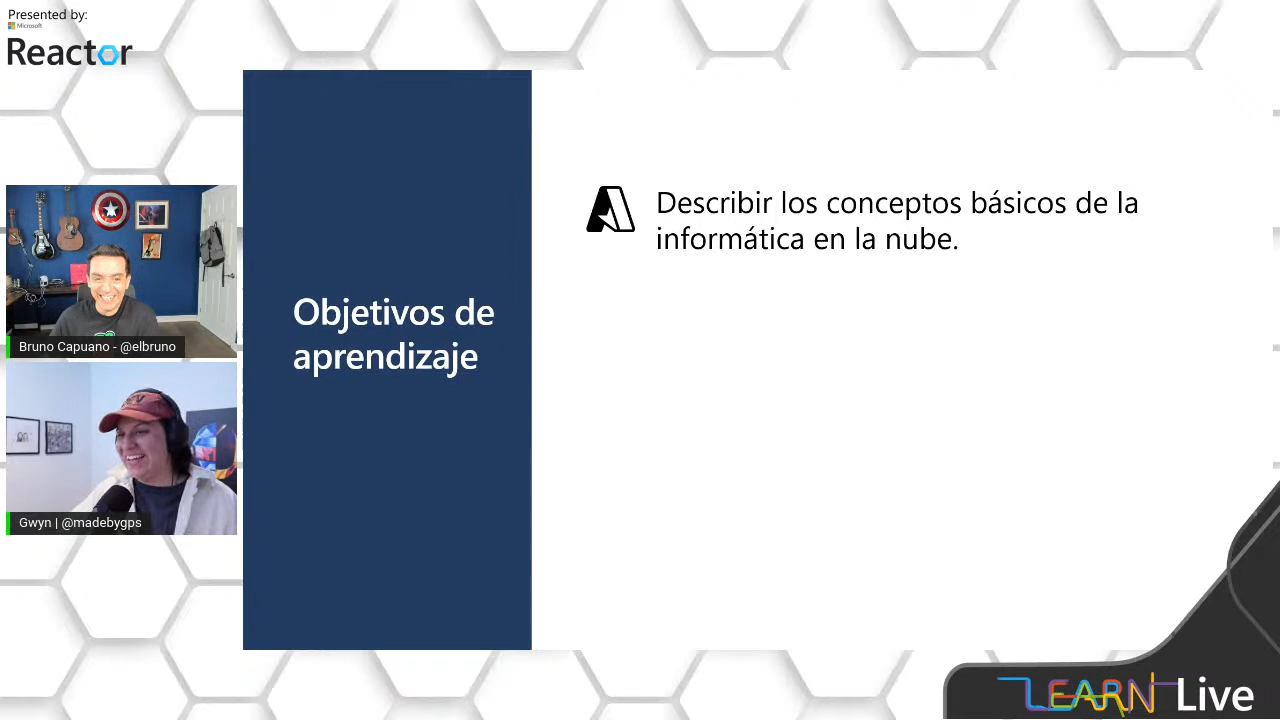 Presented by:
Microsoft
Reactor
Describir los conceptos básicos de la
informática en la nube.
Objetivos de
aprendizaje
Bruno Capuano - @elbruno
Gwyn | @madebygps
LEARN Live